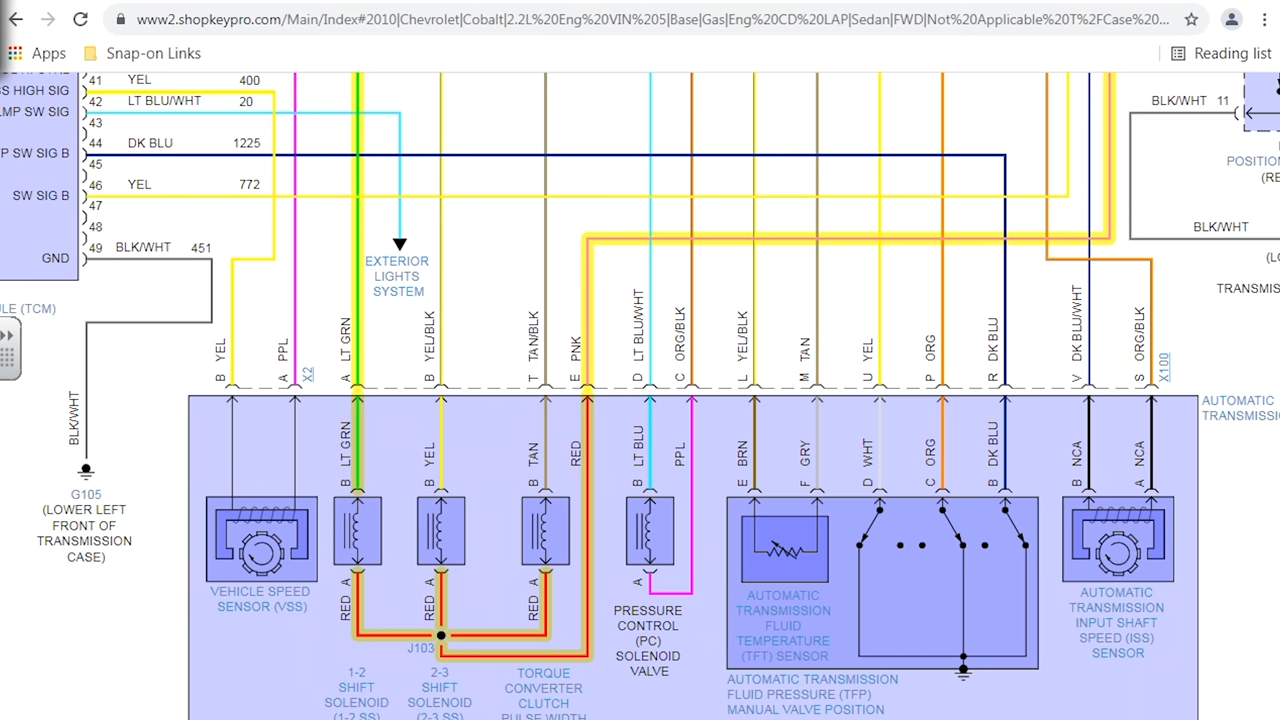 www2.shopkeypro.com/Main/Index#2010|Chevrolet|Cobalt|2.2L%20Eng%20VIN%205|Base|Gas|Eng%20CD%20LAP|Sedan|FWD|Not%20Applicable%20T%2FCase%20...
Apps
Snap-on Links
Reading list
41 YEL 400
SS HIGH SIG
42 LT BLU/WHT 20
LMP SW SIG
43
44 DK BLU 1225
P SW SIG B
45
46 YEL 772
SW SIG B
47
48
49 BLK/WHT 451
GND
LE (TCM)
BLK/WHT
G105
(LOWER LEFT
FRONT OF
TRANSMISSION
CASE)
EXTERIOR
LIGHTS
SYSTEM
BLK/WHT 11
POSITION
(RE
BLK/WHT
(LO
TRANSMIS
B YEL
A PPL
X2
A LT GRN
B YEL/BLK
T TAN/BLK
E PNK
D LT BLU/WHT
C ORG/BLK
L YEL/BLK
M TAN
U YEL
P ORG
R DK BLU
V DK BLU/WHT
S ORG/BLK
X100
AUTOMATIC
TRANSMISS
B LT GRN
B YEL
B TAN
RED
B LT BLU
PPL
E BRN
F GRY
D WHT
C ORG
B DK BLU
B NCA
A NCA
VEHICLE SPEED
SENSOR (VSS)
RED A
RED A
RED A
A
J103
1-2
SHIFT
SOLENOID
(1-2 SS)
2-3
SHIFT
SOLENOID
(2-3 SS)
TORQUE
CONVERTER
CLUTCH
PULSE WIDTH
PRESSURE
CONTROL
(PC)
SOLENOID
VALVE
AUTOMATIC
TRANSMISSION
FLUID
TEMPERATURE
(TFT) SENSOR
AUTOMATIC TRANSMISSION
FLUID PRESSURE (TFP)
MANUAL VALVE POSITION
AUTOMATIC
TRANSMISSION
INPUT SHAFT
SPEED (ISS)
SENSOR